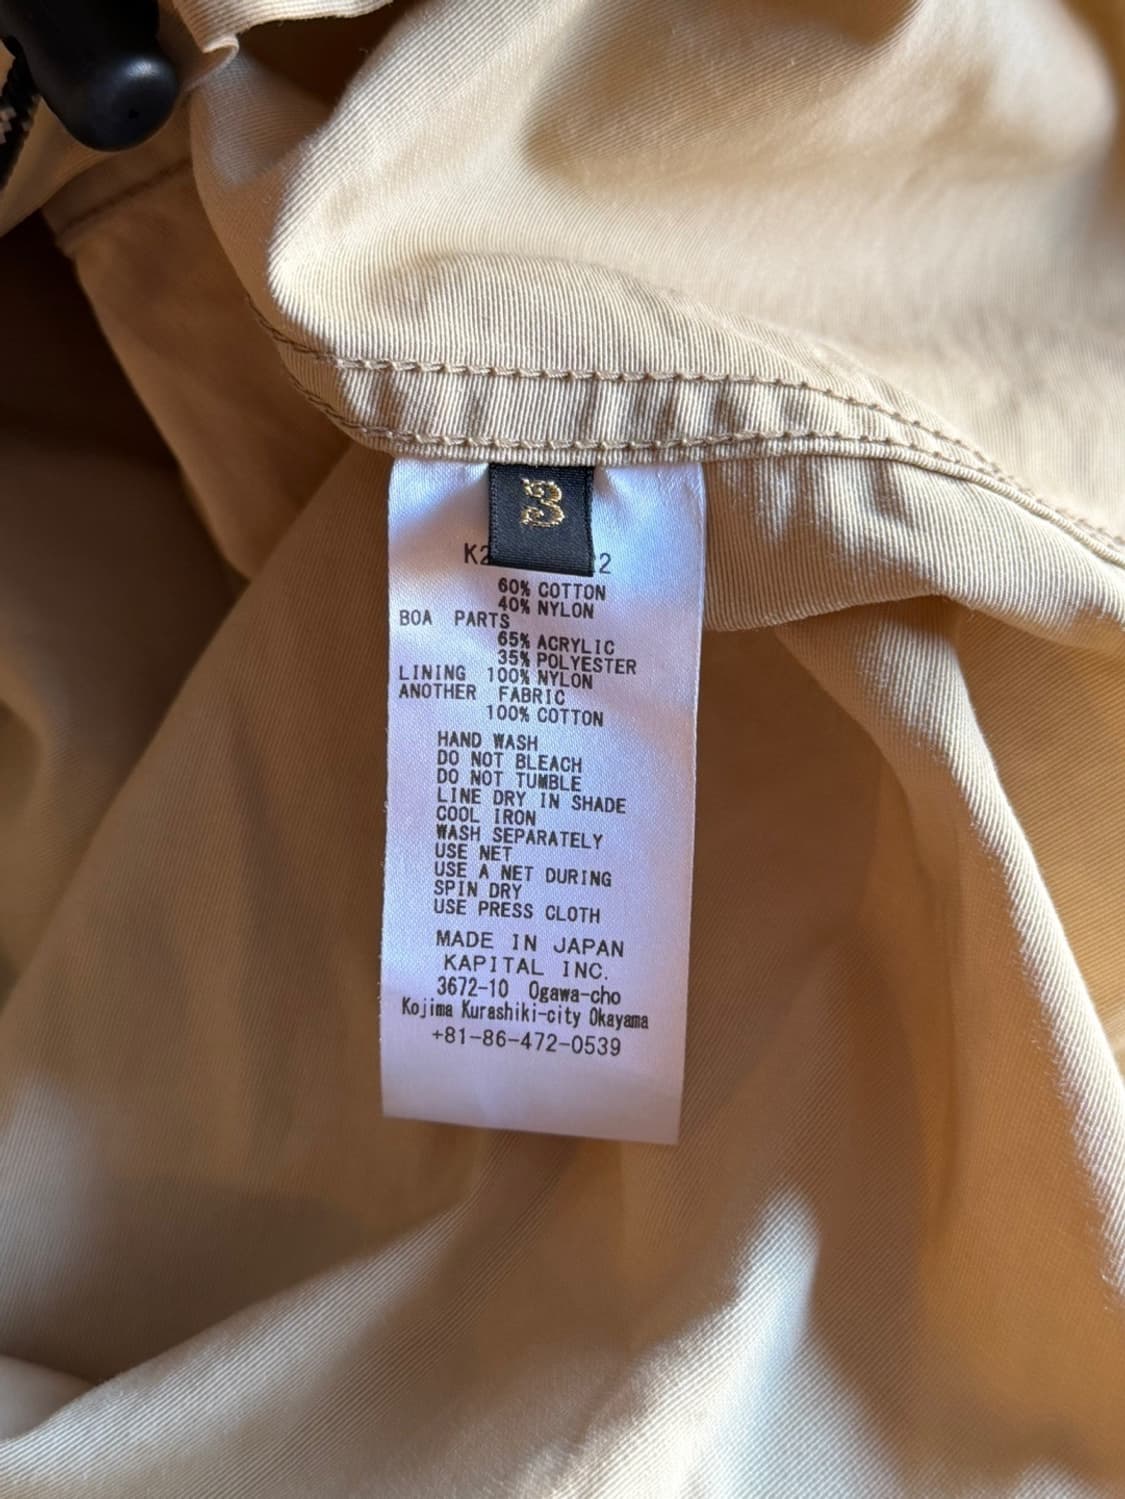 3
60% COTTON
40% NYLON
BOA PARTS
65% ACRYLIC
35% POLYESTER
LINING 100% NYLON
ANOTHER FABRIC
100% COTTON
HAND WASH
DO NOT BLEACH
DO NOT TUMBLE
LINE DRY IN SHADE
COOL IRON
WASH SEPARATELY
USE NET
USE A NET DURING
SPIN DRY
USE PRESS CLOTH
MADE IN JAPAN
KAPITAL INC.
3672-10 Ogawa-cho
Kojima Kurashiki-city Okayama
+81-86-472-0539